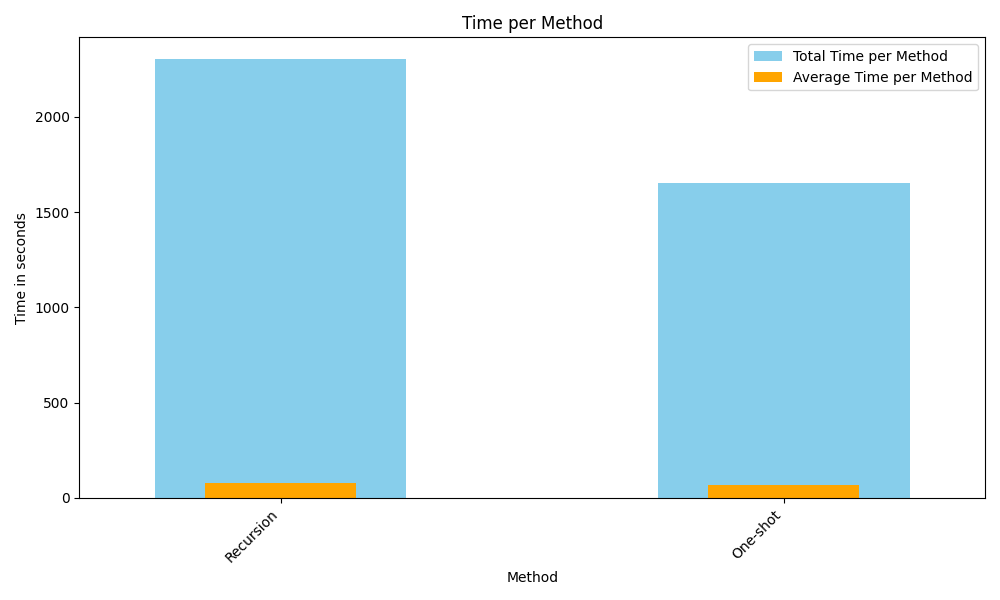 Time per Method
Total Time per Method
Average Time per Method
Time in seconds
2000
1500
1000
500
0
Recursion
One-shot
Method